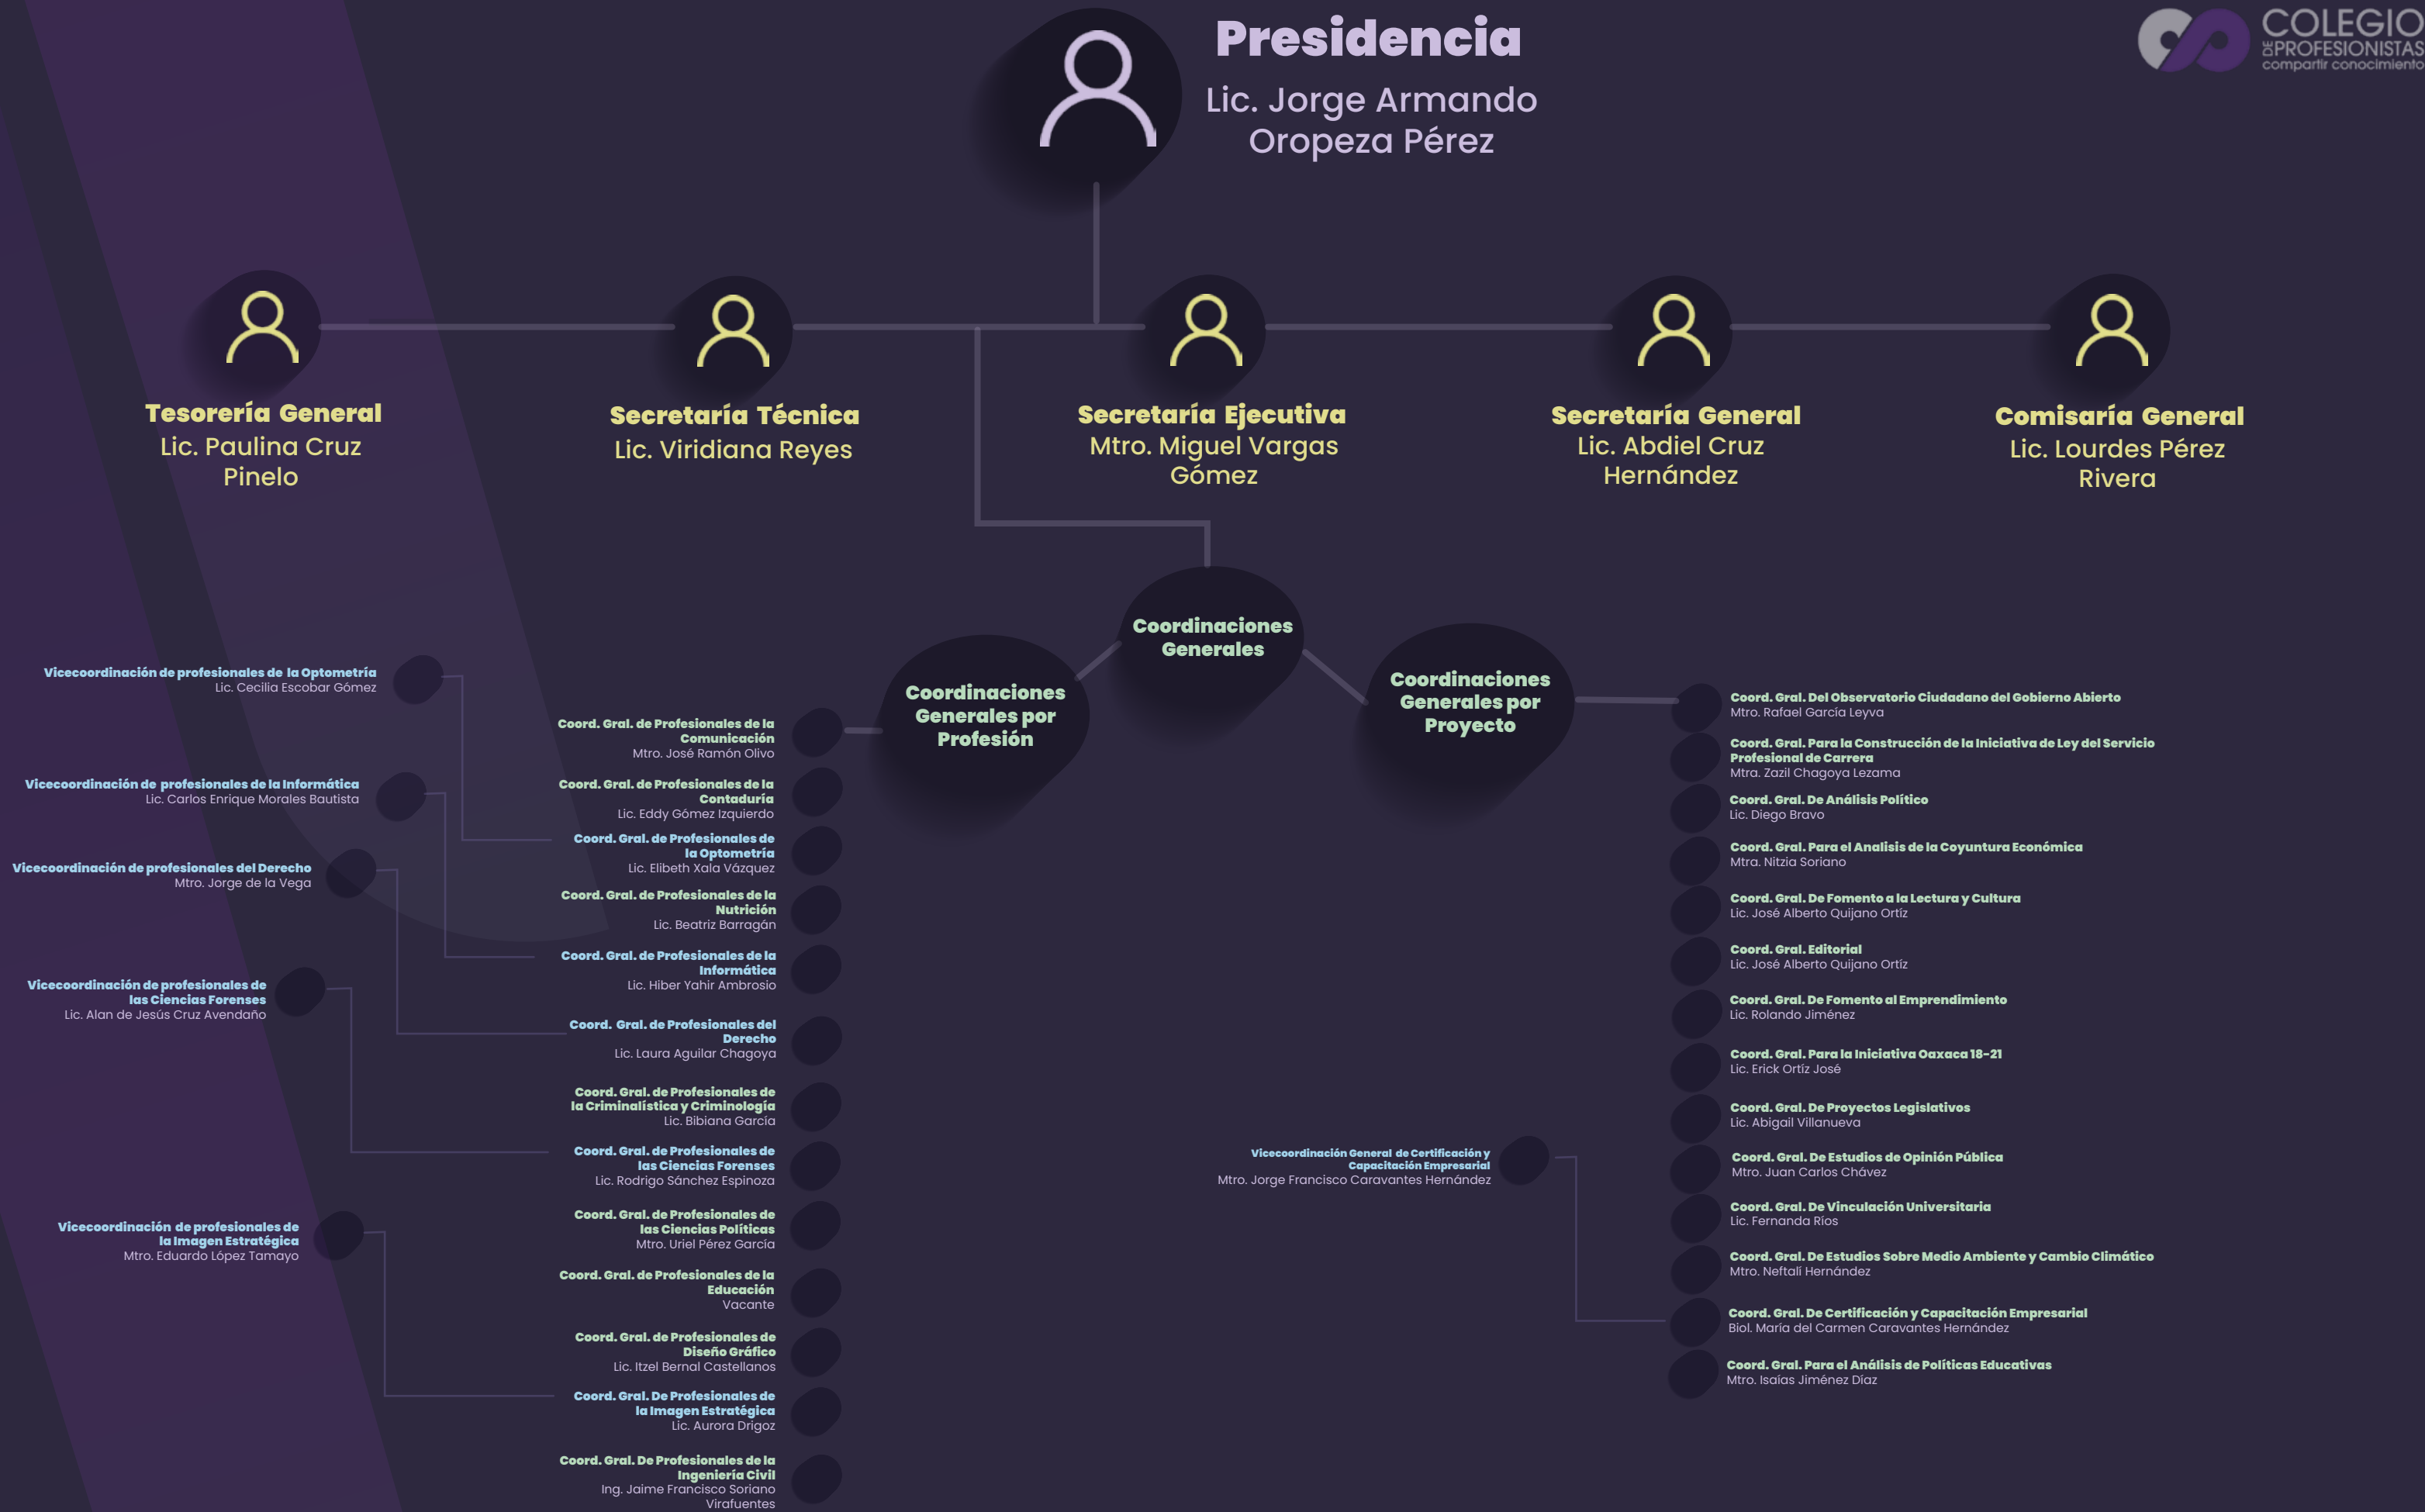 Presidencia
Lic. Jorge Armando
Oropeza Pérez
COLEGIO
DE PROFESIONISTAS
compartir conocimiento
Tesorería General
Lic. Paulina Cruz
Pinelo
Secretaría Técnica
Lic. Viridiana Reyes
Secretaría Ejecutiva
Mtro. Miguel Vargas
Gómez
Secretaría General
Lic. Abdiel Cruz
Hernández
Comisaría General
Lic. Lourdes Pérez
Rivera
Coordinaciones
Generales
Coordinaciones
Generales por
Profesión
Coordinaciones
Generales por
Proyecto
Vicecoordinación de profesionales de la Optometría
Lic. Cecilia Escobar Gómez
Vicecoordinación de profesionales de la Informática
Lic. Carlos Enrique Morales Bautista
Vicecoordinación de profesionales del Derecho
Mtro. Jorge de la Vega
Vicecoordinación de profesionales de
las Ciencias Forenses
Lic. Alan de Jesús Cruz Avendaño
Vicecoordinación de profesionales de
la Imagen Estratégica
Mtro. Eduardo López Tamayo
Coord. Gral. de Profesionales de la
Comunicación
Mtro. José Ramón Olivo
Coord. Gral. de Profesionales de la
Contaduría
Lic. Eddy Gómez Izquierdo
Coord. Gral. de Profesionales de
la Optometría
Lic. Elibeth Xala Vázquez
Coord. Gral. de Profesionales de la
Nutrición
Lic. Beatriz Barragán
Coord. Gral. de Profesionales de la
Informática
Lic. Hiber Yahir Ambrosio
Coord. Gral. de Profesionales del
Derecho
Lic. Laura Aguilar Chagoya
Coord. Gral. de Profesionales de
la Criminalística y Criminología
Lic. Bibiana García
Coord. Gral. de Profesionales de
las Ciencias Forenses
Lic. Rodrigo Sánchez Espinoza
Coord. Gral. de Profesionales de
las Ciencias Políticas
Mtro. Uriel Pérez García
Coord. Gral. de Profesionales de la
Educación
Vacante
Coord. Gral. de Profesionales de
Diseño Gráfico
Lic. Itzel Bernal Castellanos
Coord. Gral. De Profesionales de
la Imagen Estratégica
Lic. Aurora Drigoz
Coord. Gral. De Profesionales de la
Ingeniería Civil
Ing. Jaime Francisco Soriano
Virafuentes
Vicecoordinación General de Certificación y
Capacitación Empresarial
Mtro. Jorge Francisco Caravantes Hernández
Coord. Gral. Del Observatorio Ciudadano del Gobierno Abierto
Mtro. Rafael García Leyva
Coord. Gral. Para la Construcción de la Iniciativa de Ley del Servicio
Profesional de Carrera
Mtra. Zazil Chagoya Lezama
Coord. Gral. De Análisis Político
Lic. Diego Bravo
Coord. Gral. Para el Analisis de la Coyuntura Económica
Mtra. Nitzia Soriano
Coord. Gral. De Fomento a la Lectura y Cultura
Lic. José Alberto Quijano Ortíz
Coord. Gral. Editorial
Lic. José Alberto Quijano Ortíz
Coord. Gral. De Fomento al Emprendimiento
Lic. Rolando Jiménez
Coord. Gral. Para la Iniciativa Oaxaca 18-21
Lic. Erick Ortíz José
Coord. Gral. De Proyectos Legislativos
Lic. Abigail Villanueva
Coord. Gral. De Estudios de Opinión Pública
Mtro. Juan Carlos Chávez
Coord. Gral. De Vinculación Universitaria
Lic. Fernanda Ríos
Coord. Gral. De Estudios Sobre Medio Ambiente y Cambio Climático
Mtro. Neftalí Hernández
Coord. Gral. De Certificación y Capacitación Empresarial
Biol. María del Carmen Caravantes Hernández
Coord. Gral. Para el Análisis de Políticas Educativas
Mtro. Isaías Jiménez Díaz